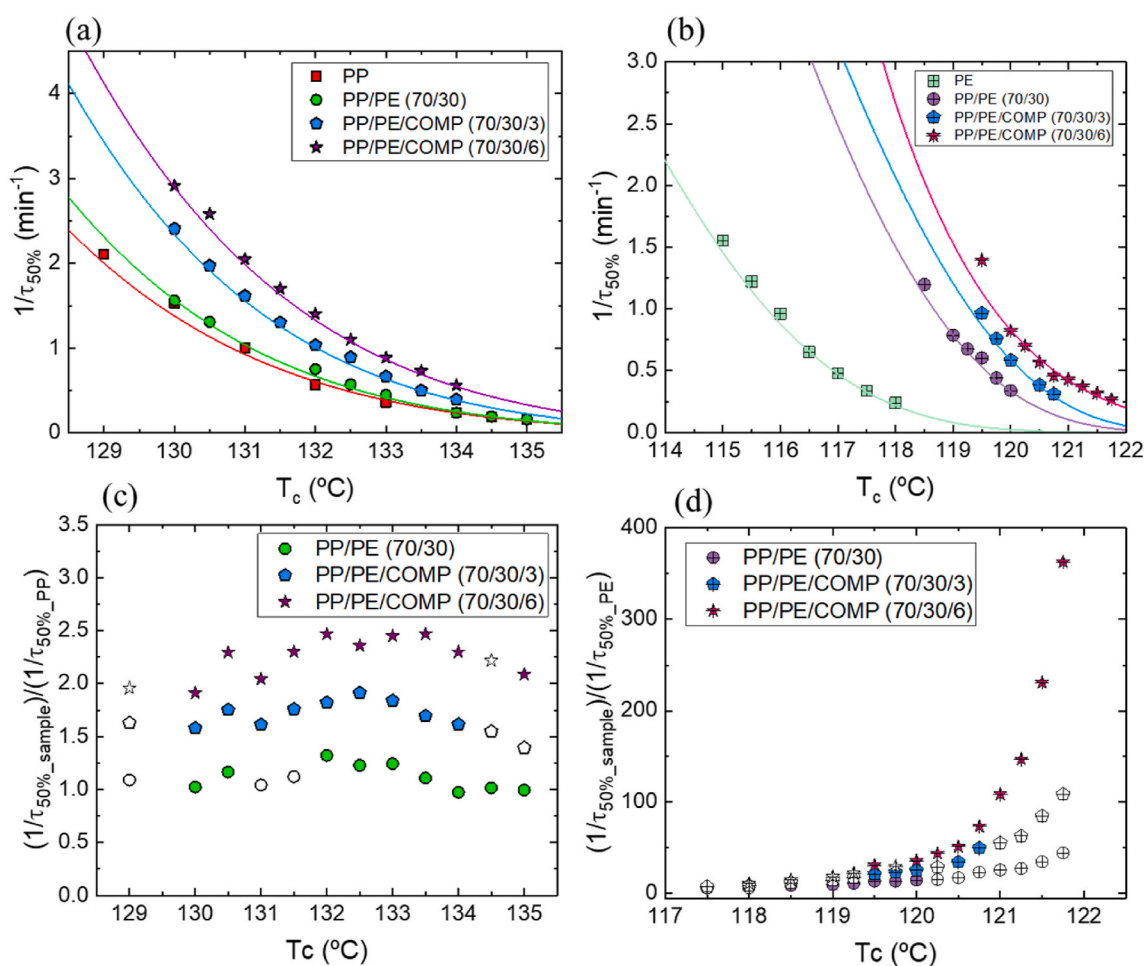 (a)
4
3
2
1
0
1/τ50% (min-1)
PP
PP/PE (70/30)
PP/PE/COMP (70/30/3)
PP/PE/COMP (70/30/6)
129 130 131 132 133 134 135
Tc (ºC)
(b)
3.0
2.5
2.0
1.5
1.0
0.5
0.0
1/τ50% (min-1)
PE
PP/PE (70/30)
PP/PE/COMP (70/30/3)
PP/PE/COMP (70/30/6)
114 115 116 117 118 119 120 121 122
Tc (ºC)
(c)
3.5
3.0
2.5
2.0
1.5
1.0
0.5
0.0
(1/τ50%_sample)/(1/τ50%_PP)
PP/PE (70/30)
PP/PE/COMP (70/30/3)
PP/PE/COMP (70/30/6)
129 130 131 132 133 134 135
Tc (ºC)
(d)
400
300
200
100
50
0
(1/τ50%_sample)/(1/τ50%_PE)
PP/PE (70/30)
PP/PE/COMP (70/30/3)
PP/PE/COMP (70/30/6)
117 118 119 120 121 122
Tc (ºC)